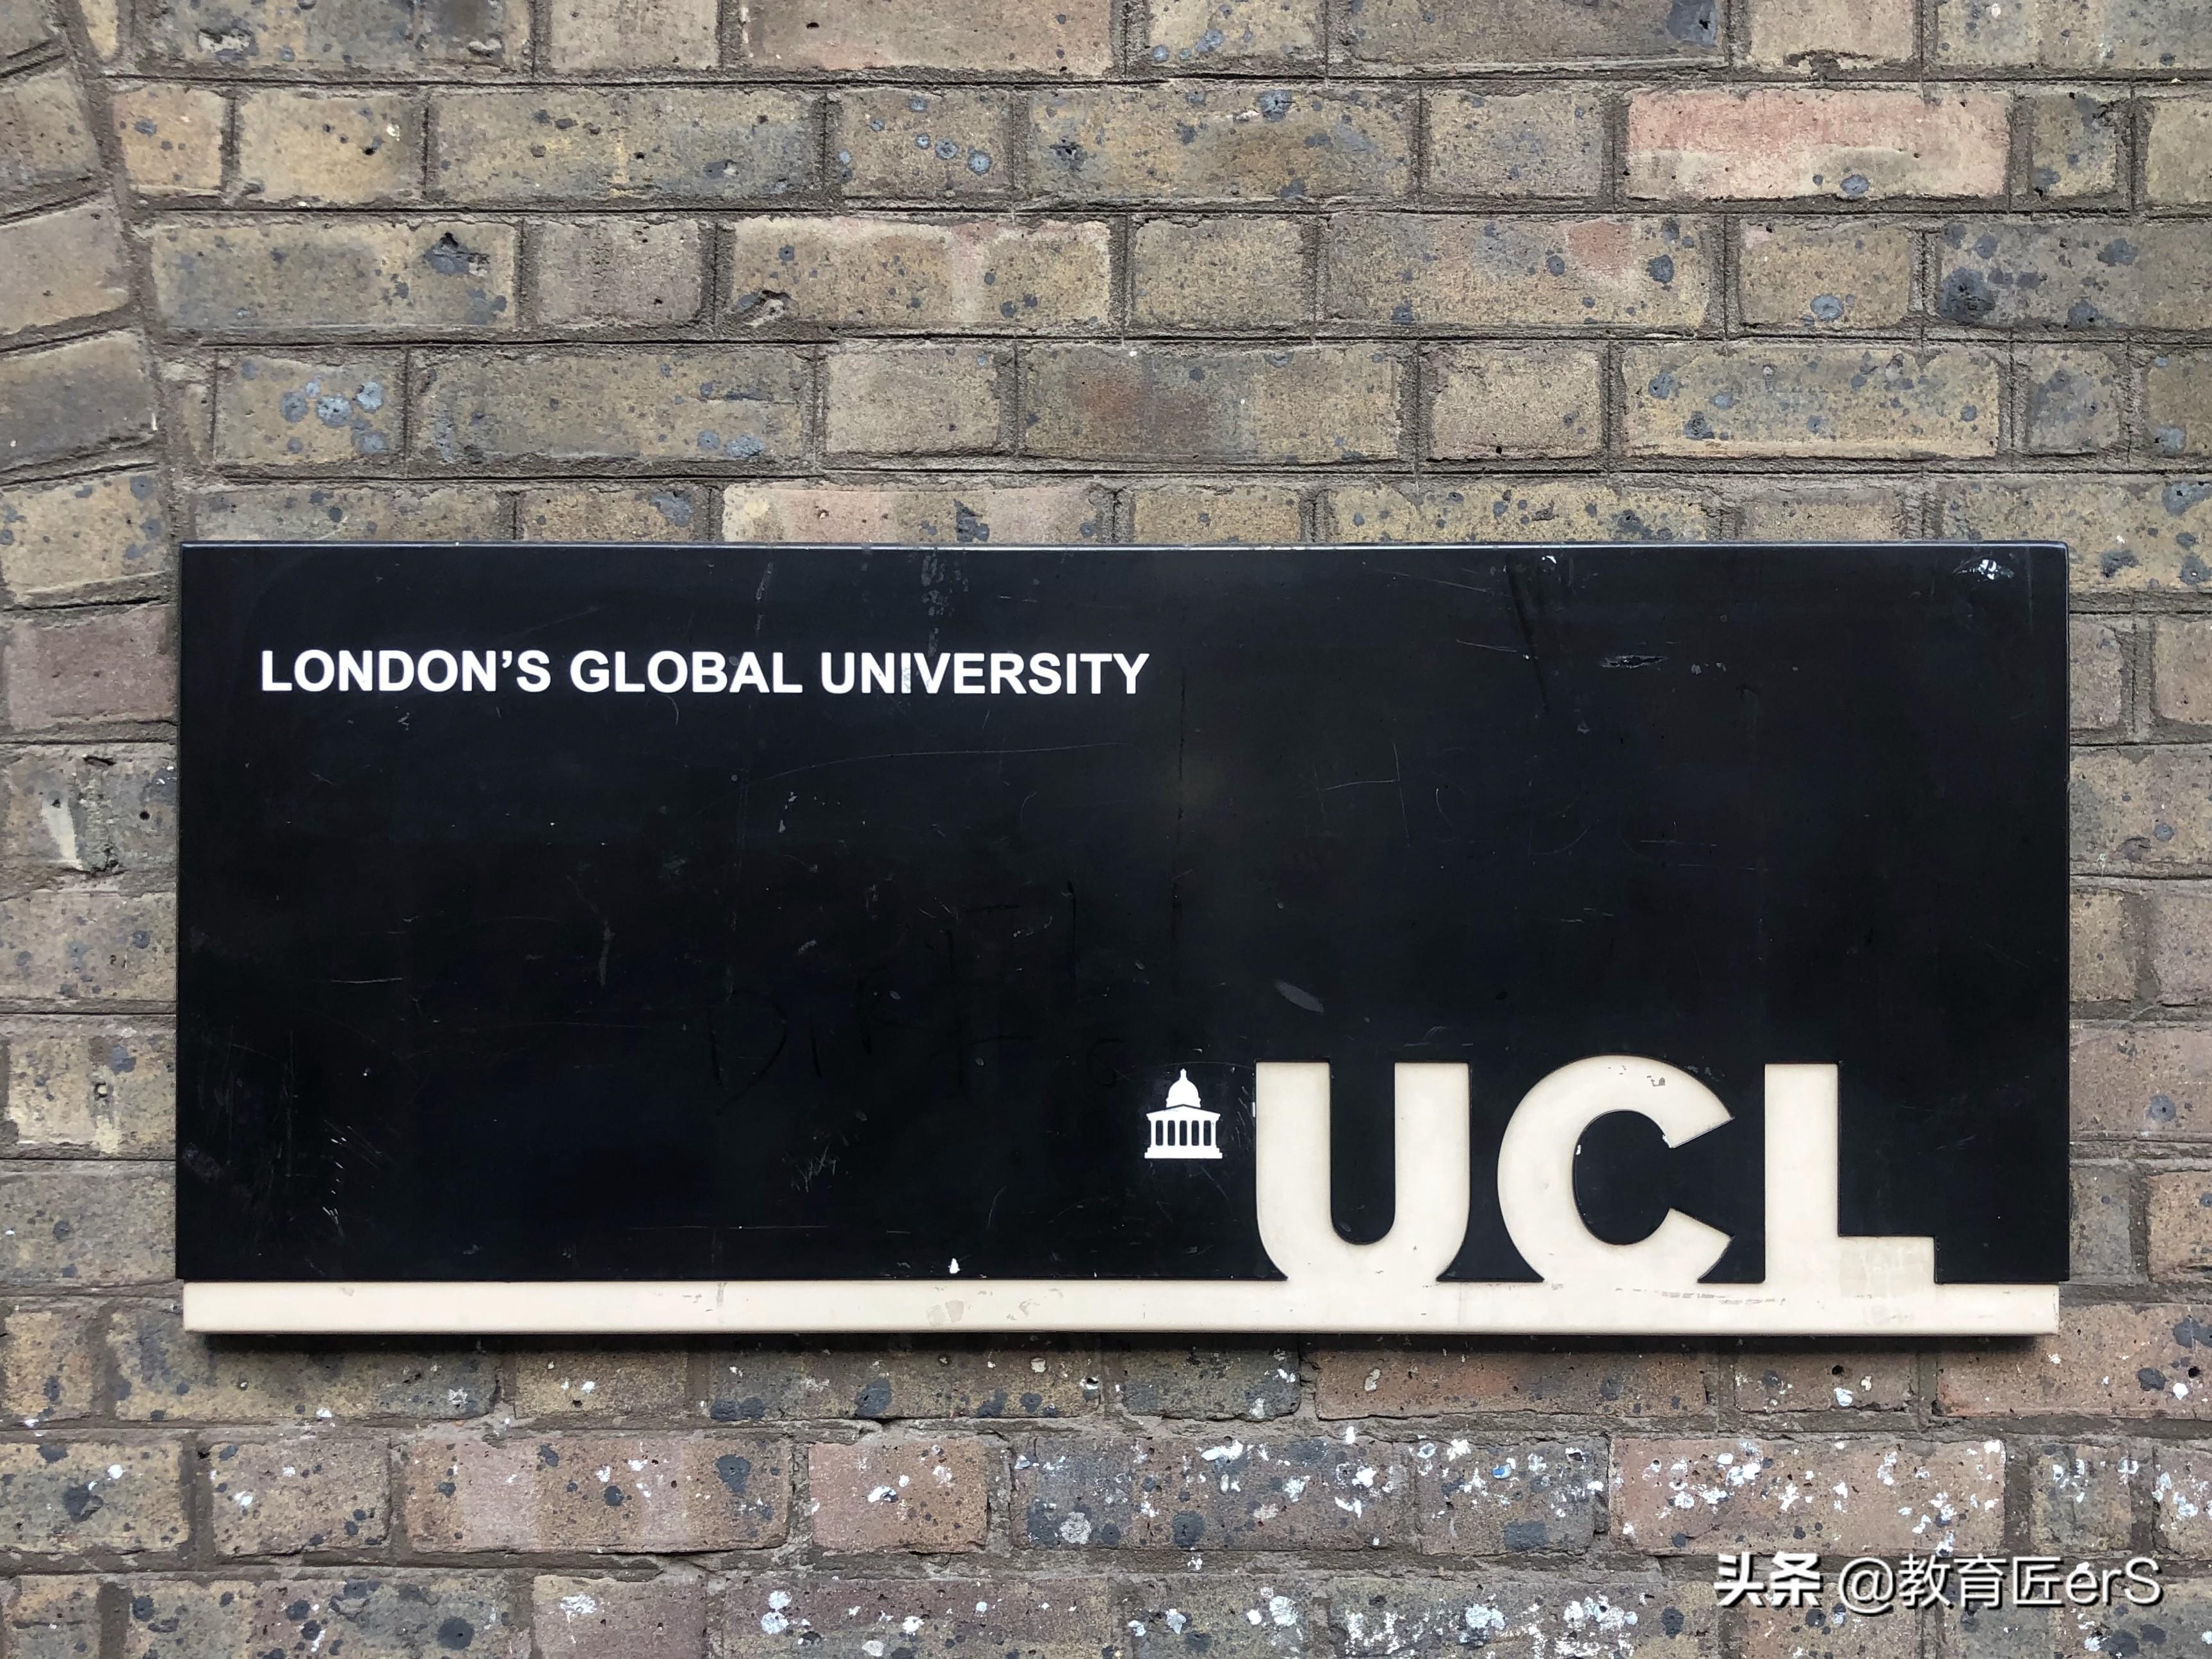 LONDON'S GLOBAL UNIVERSITY
UCL
头条 @教育匠erS